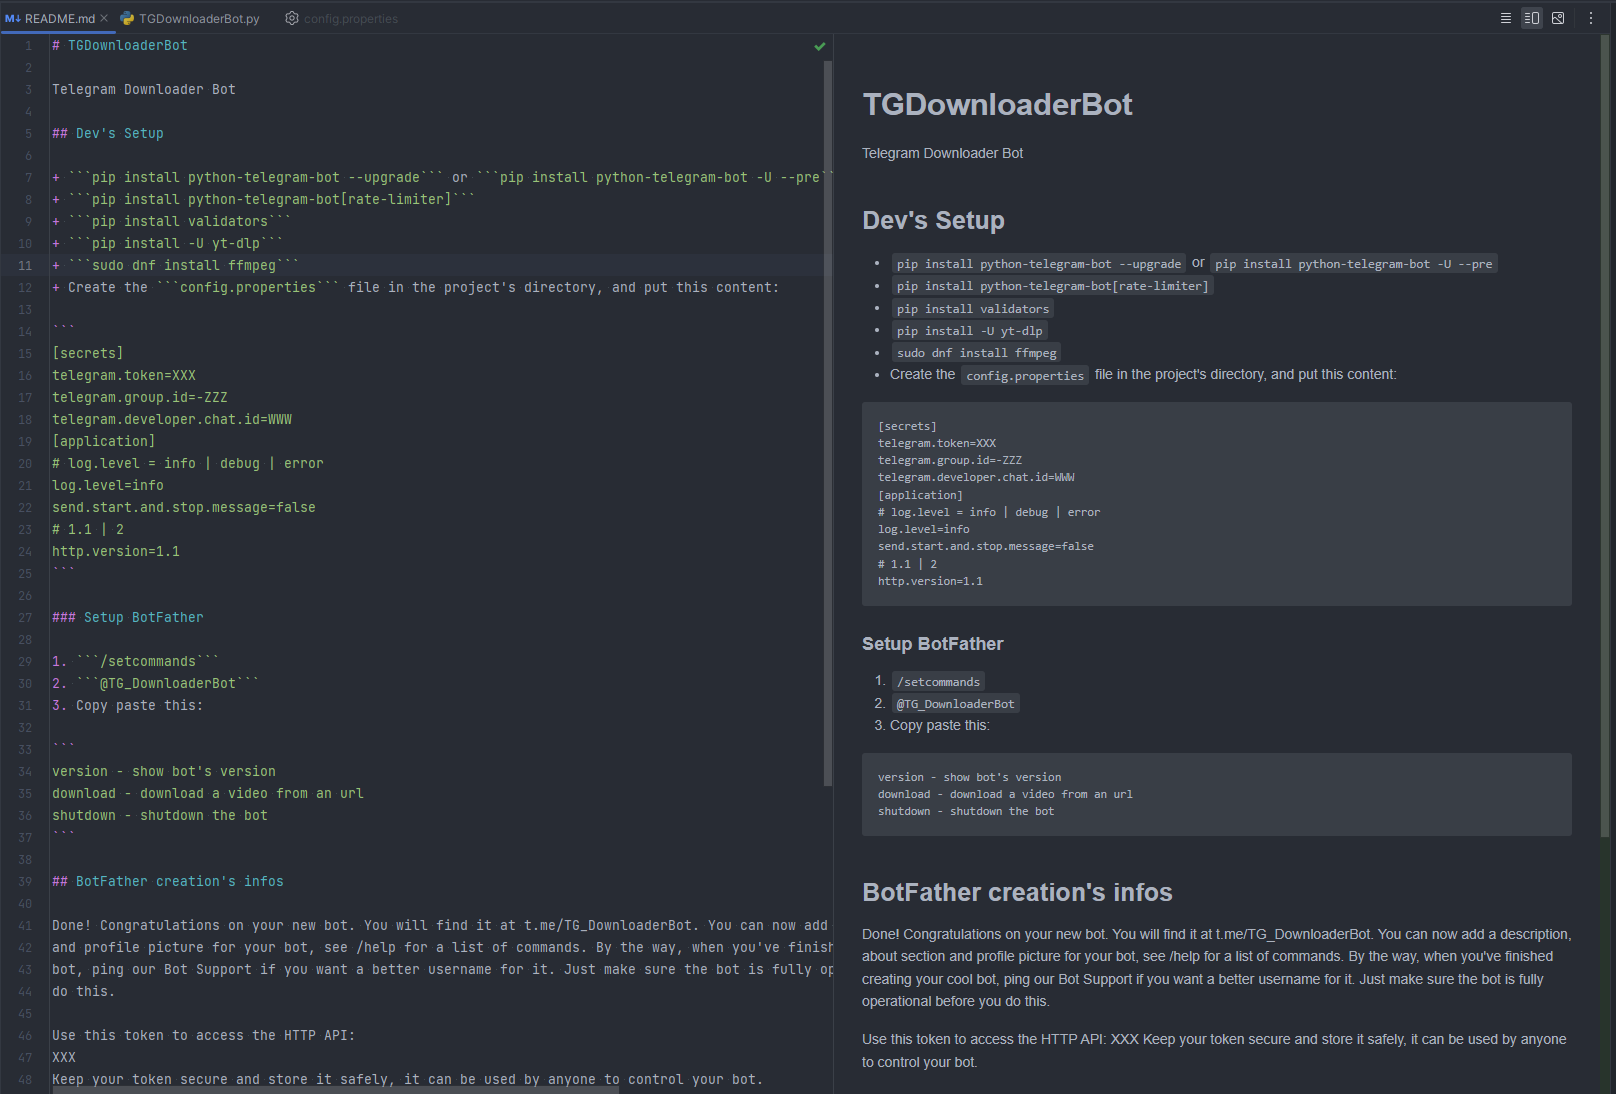 README.md
TGDownloaderBot.py
config.properties
1 # TGDownloaderBot
2
3 Telegram Downloader Bot
4
5 ## Dev's Setup
6
7 + ```pip install python-telegram-bot --upgrade``` or ```pip install python-telegram-bot -U --pre``
8 + ```pip install python-telegram-bot[rate-limiter]```
9 + ```pip install validators```
10 + ```pip install -U yt-dlp```
11 + ```sudo dnf install ffmpeg```
12 + Create the ```config.properties``` file in the project's directory, and put this content:
13
14 ```
15 [secrets]
16 telegram.token=XXX
17 telegram.group.id=-ZZZ
18 telegram.developer.chat.id=WWW
19 [application]
20 # log.level = info | debug | error
21 log.level=info
22 send.start.and.stop.message=false
23 # 1.1 | 2
24 http.version=1.1
25 ```
26
27 ### Setup BotFather
28
29 1. ```/setcommands```
30 2. ```@TG_DownloaderBot```
31 3. Copy paste this:
32
33 ```
34 version - show bot's version
35 download - download a video from an url
36 shutdown - shutdown the bot
37 ```
38
39 ## BotFather creation's infos
40
41 Done! Congratulations on your new bot. You will find it at t.me/TG_DownloaderBot. You can now add
42 and profile picture for your bot, see /help for a list of commands. By the way, when you've finish
43 bot, ping our Bot Support if you want a better username for it. Just make sure the bot is fully op
44 do this.
45
46 Use this token to access the HTTP API:
47 XXX
48 Keep your token secure and store it safely, it can be used by anyone to control your bot.
TGDownloaderBot
Telegram Downloader Bot
Dev's Setup
• pip install python-telegram-bot --upgrade or pip install python-telegram-bot -U --pre
• pip install python-telegram-bot[rate-limiter]
• pip install validators
• pip install -U yt-dlp
• sudo dnf install ffmpeg
• Create the config.properties file in the project's directory, and put this content:
[secrets]
telegram.token=XXX
telegram.group.id=-ZZZ
telegram.developer.chat.id=WWW
[application]
# log.level = info | debug | error
log.level=info
send.start.and.stop.message=false
# 1.1 | 2
http.version=1.1
Setup BotFather
1. /setcommands
2. @TG_DownloaderBot
3. Copy paste this:
version - show bot's version
download - download a video from an url
shutdown - shutdown the bot
BotFather creation's infos
Done! Congratulations on your new bot. You will find it at t.me/TG_DownloaderBot. You can now add a description,
about section and profile picture for your bot, see /help for a list of commands. By the way, when you've finished
creating your cool bot, ping our Bot Support if you want a better username for it. Just make sure the bot is fully
operational before you do this.
Use this token to access the HTTP API: XXX Keep your token secure and store it safely, it can be used by anyone
to control your bot.